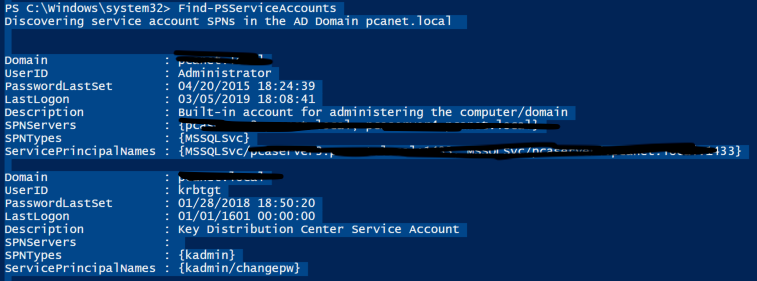 PS C:\Windows\system32> Find-PSServiceAccounts
Discovering service account SPNs in the AD Domain pcanet.local
Domain :
UserID : Administrator
PasswordLastSet : 04/20/2015 18:24:39
LastLogon : 03/05/2019 18:08:41
Description : Built-in account for administering the computer/domain
SPNServers :
SPNTypes : {MSSQLSvc}
ServicePrincipalNames : {MSSQLSvc/ 1433}
Domain :
UserID : krbtgt
PasswordLastSet : 01/28/2018 18:50:20
LastLogon : 01/01/1601 00:00:00
Description : Key Distribution Center Service Account
SPNServers :
SPNTypes : {kadmin}
ServicePrincipalNames : {kadmin/changepw}